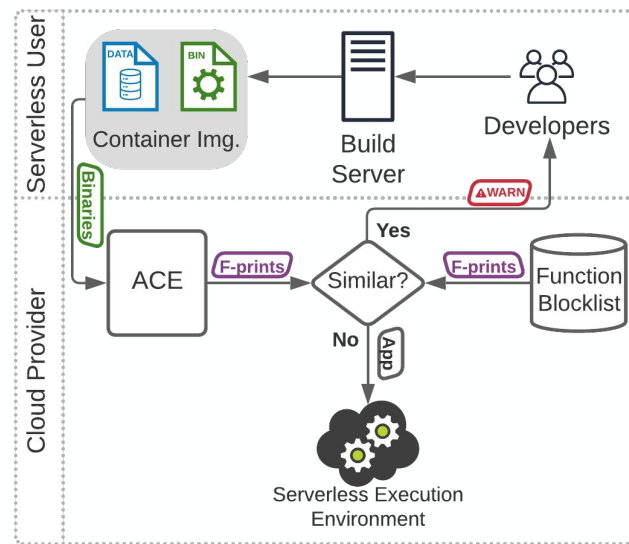 Serverless User
DATA
BIN
Container Img.
Build
Server
Developers
Binaries
WARN
Cloud Provider
ACE
F-prints
Similar?
Yes
F-prints
Function
Blocklist
No
App
Serverless Execution
Environment